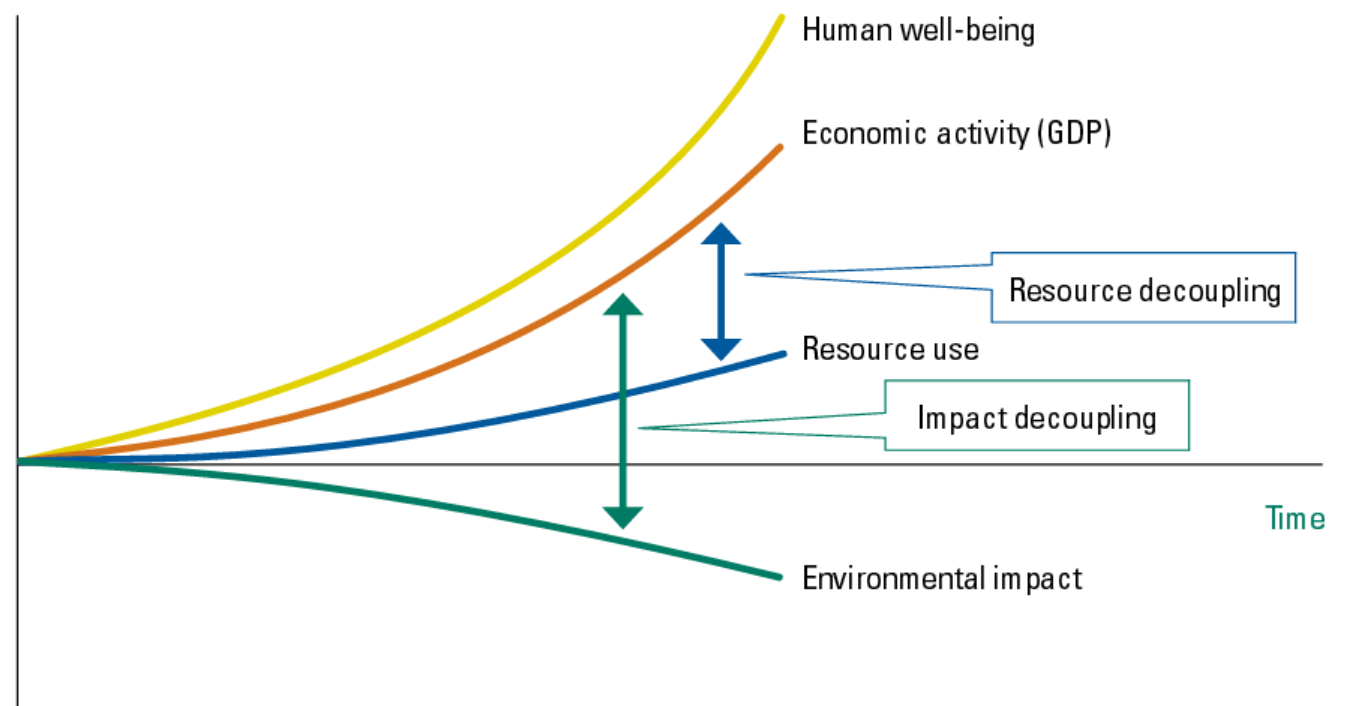 Human well-being
Economic activity (GDP)
Resource decoupling
Resource use
Impact decoupling
Time
Environmental impact